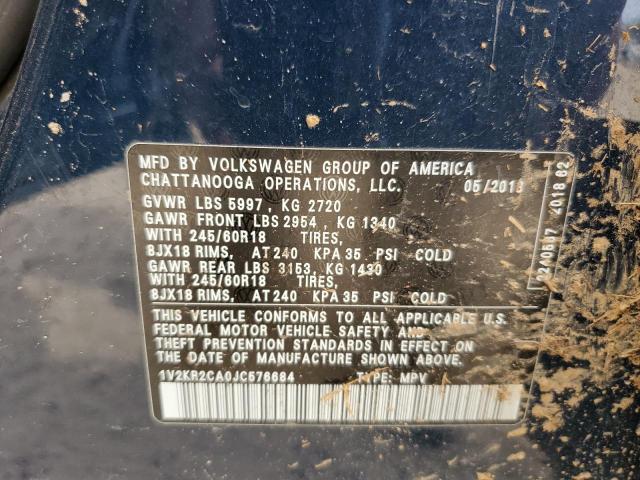 MFD BY VOLKSWAGEN GROUP OF AMERICA
CHATTANOOGA OPERATIONS, LLC. 05/2018
GVWR LBS 5997, KG 2720
GAWR FRONT LBS 2954, KG 1340
WITH 245/60R18 TIRES,
8JX18 RIMS, AT 240 KPA 35 PSI COLD
GAWR REAR LBS 3153, KG 1430
WITH 245/60R18 TIRES,
8JX18 RIMS, AT 240 KPA 35 PSI COLD
THIS VEHICLE CONFORMS TO ALL APPLICABLE U.S.
FEDERAL MOTOR VEHICLE SAFETY AND
THEFT PREVENTION STANDARDS IN EFFECT ON
THE DATE OF MANUFACTURE SHOWN ABOVE.
1V2KR2CA0JC576684 TYPE: MPV
2018 82